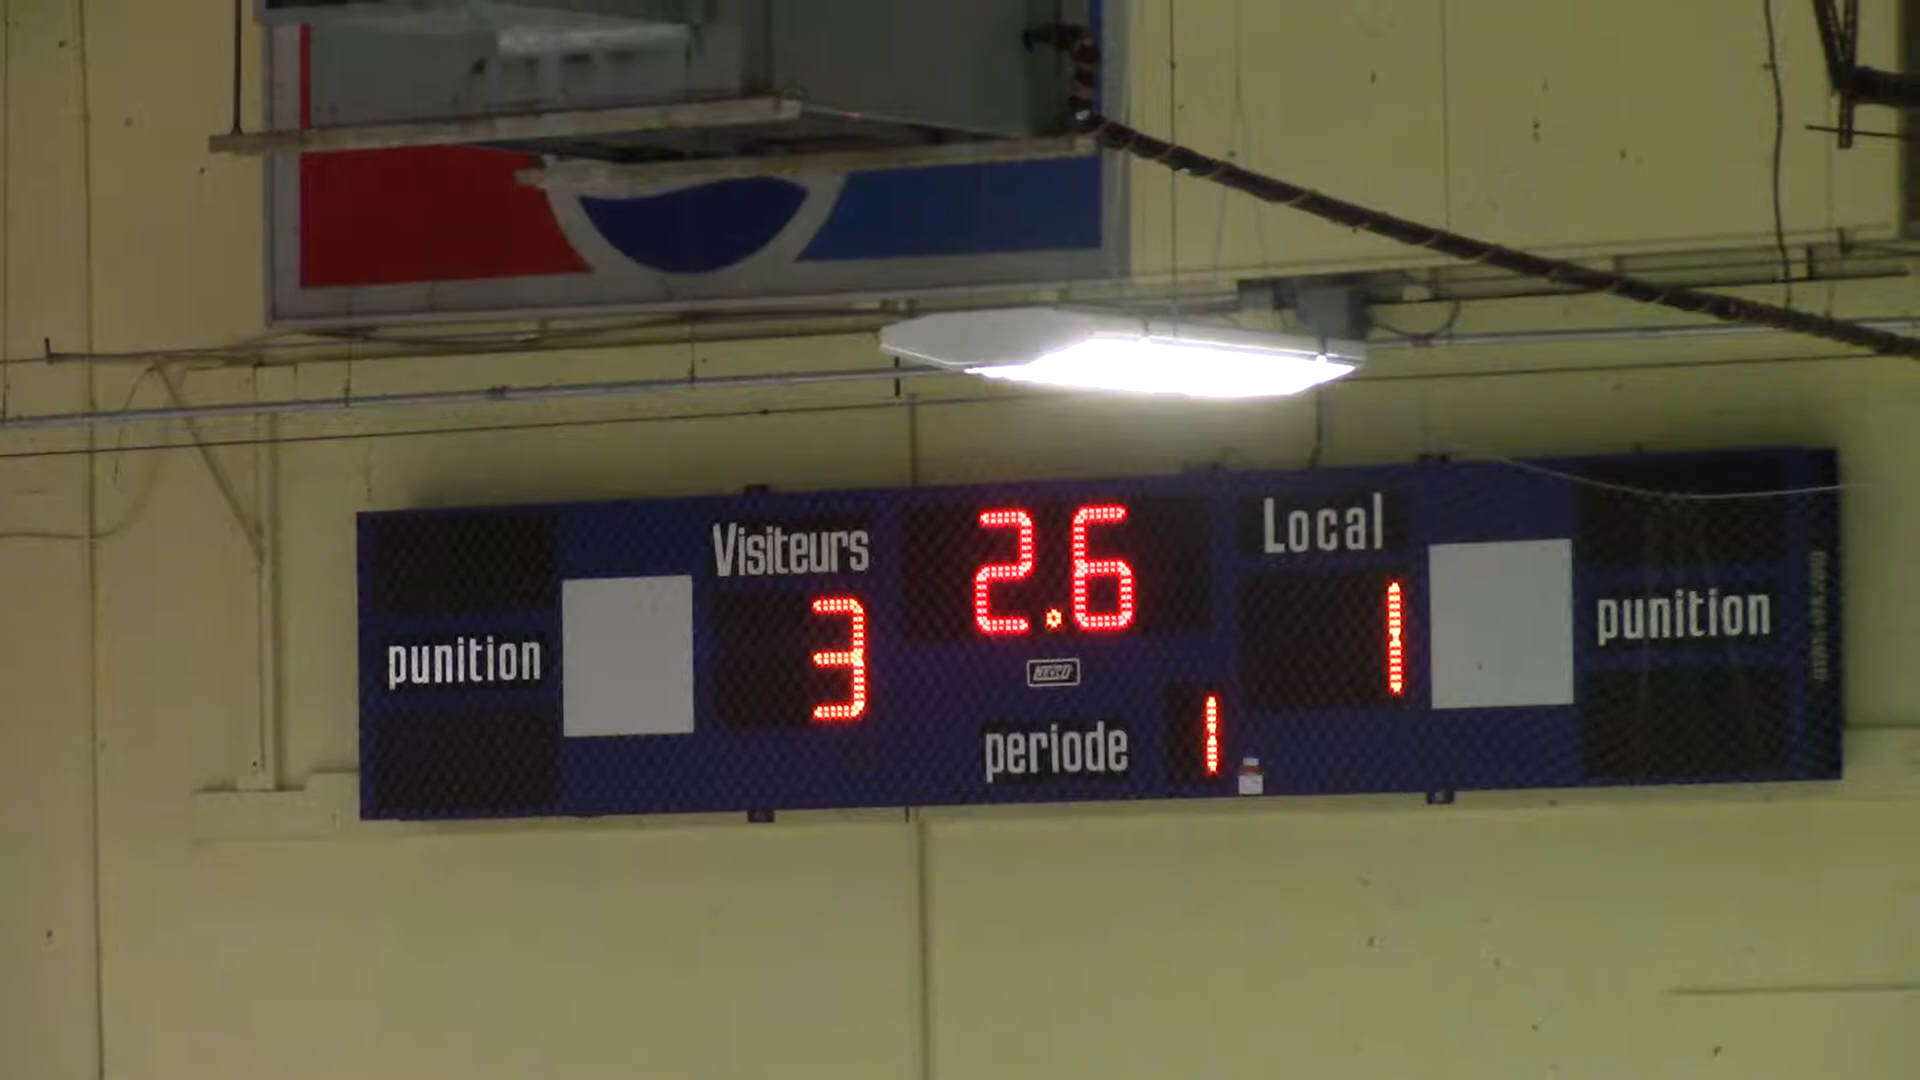 Visiteurs
2.6
Local
punition
3
1
punition
periode
1